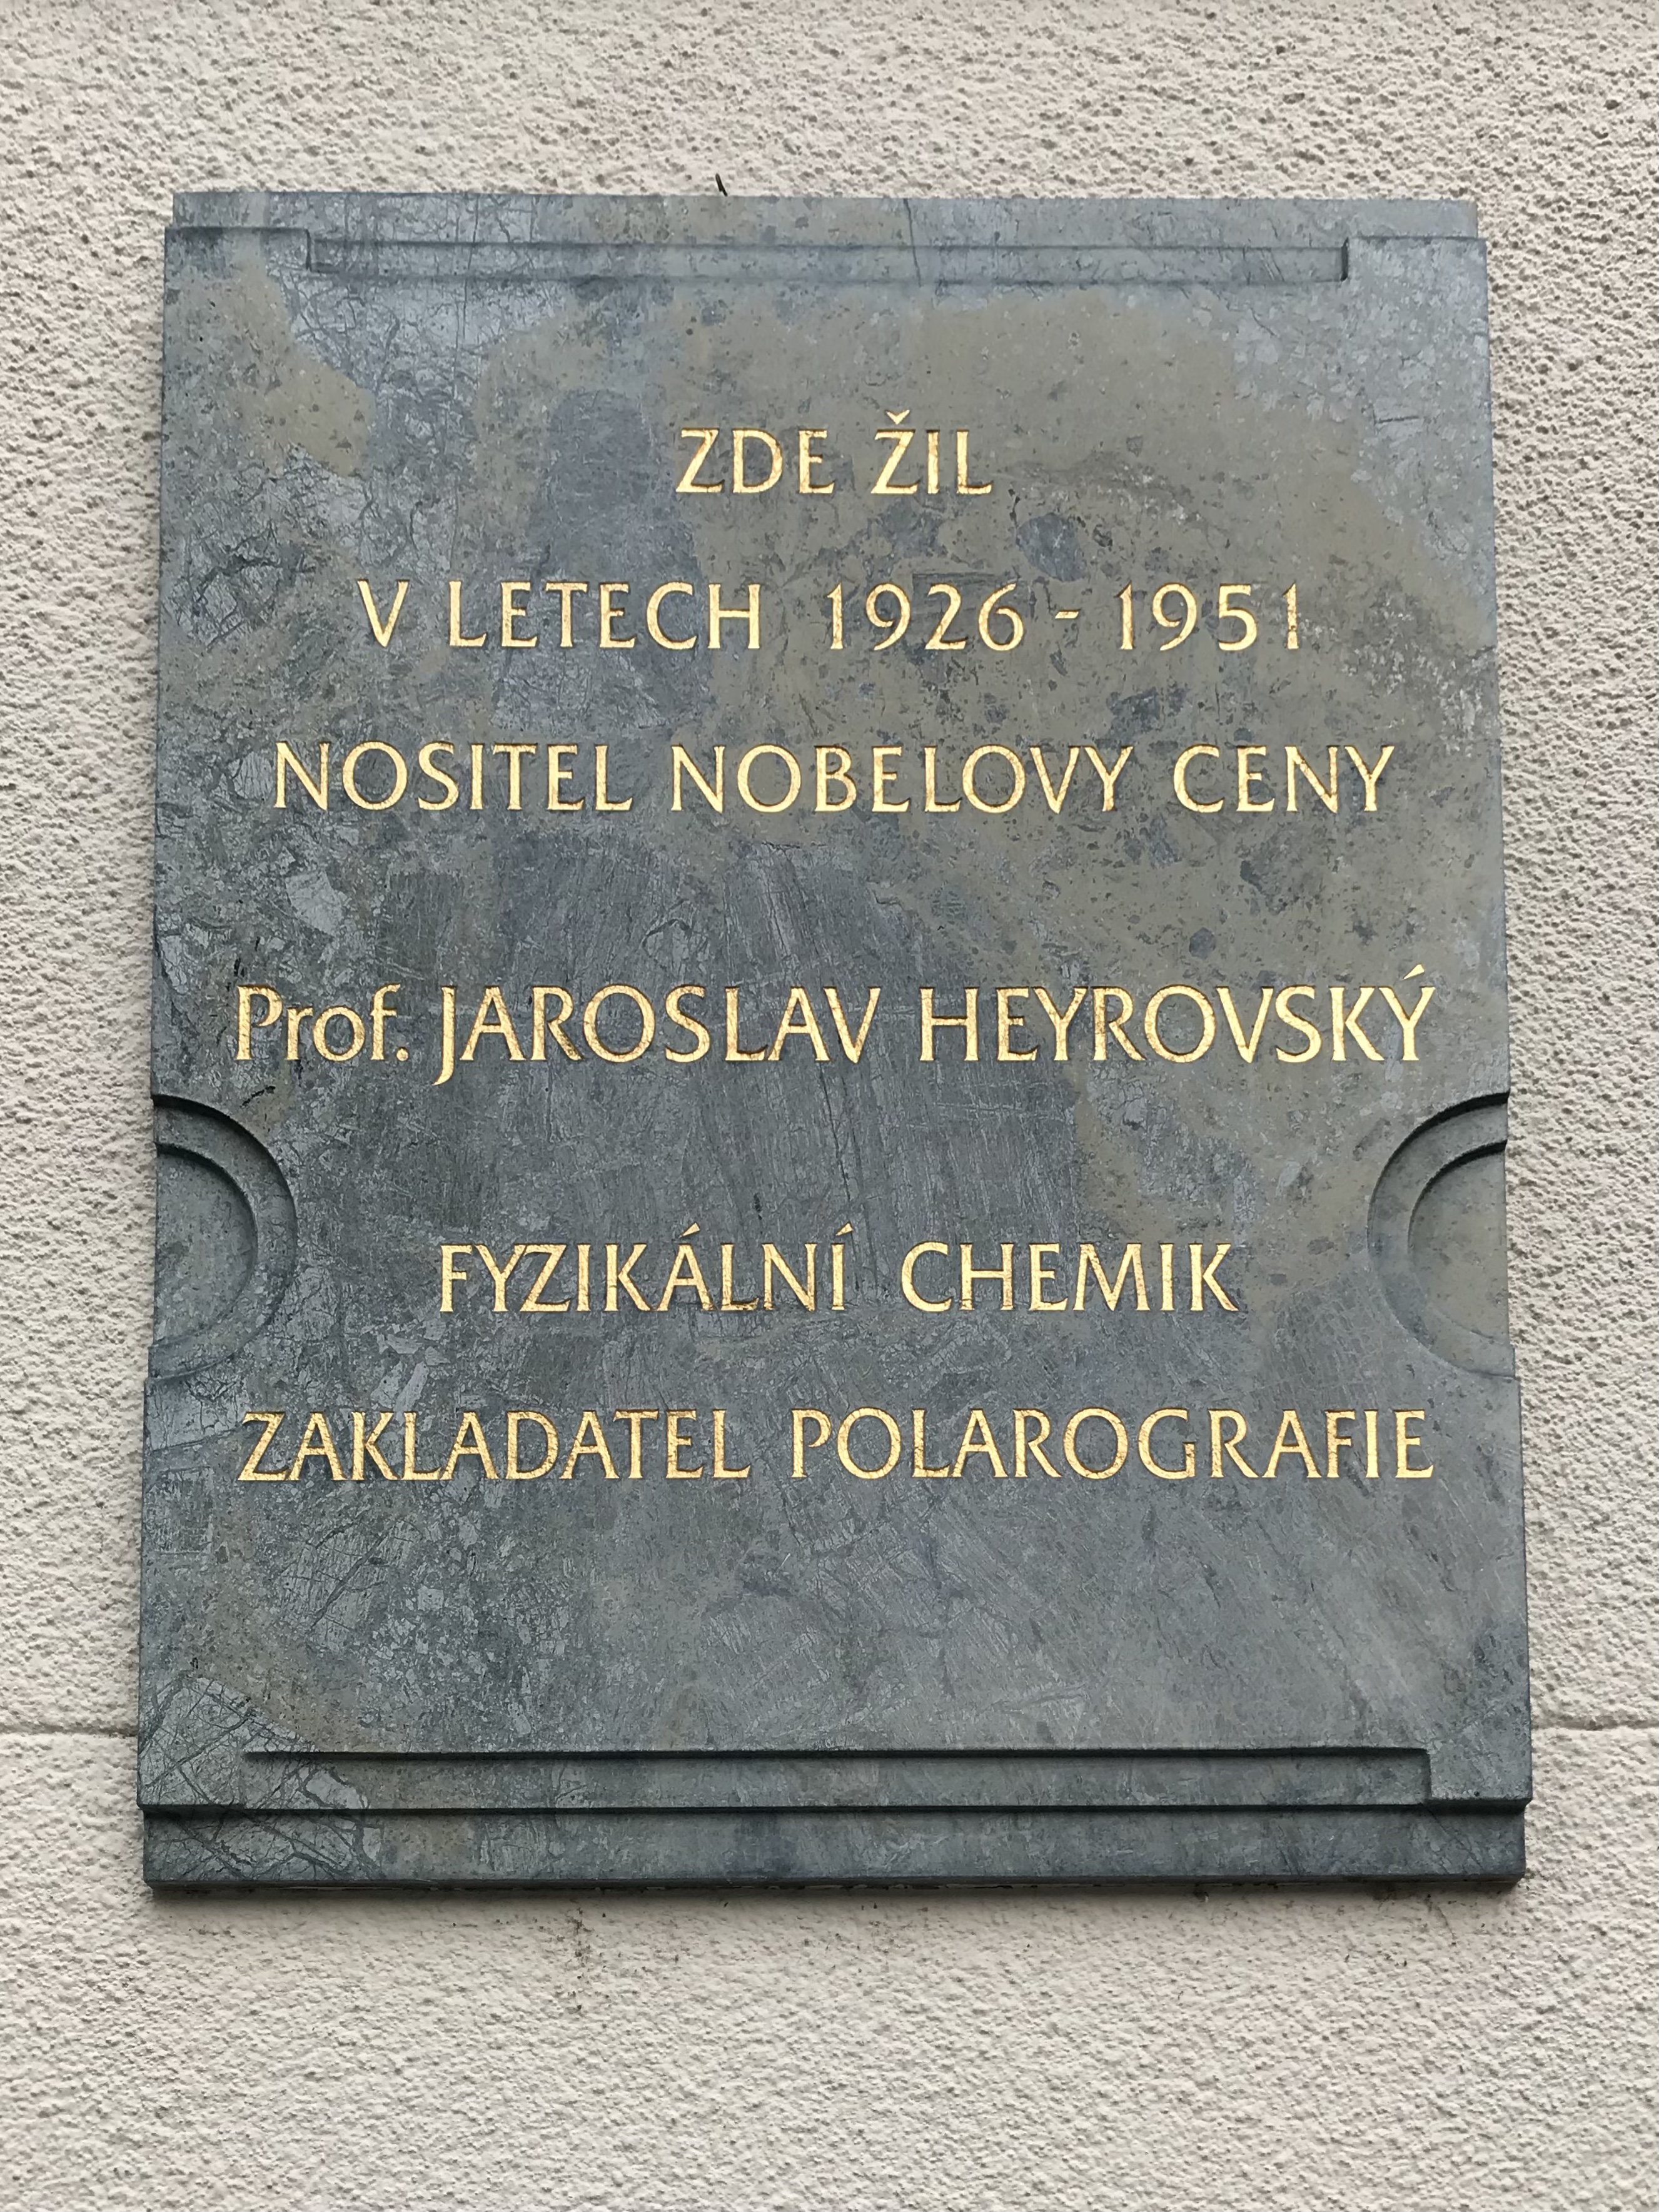 ZDE ŽIL
V LETECH 1926 - 1951
NOSITEL NOBELOVY CENY
Prof. JAROSLAV HEYROVSKÝ
FYZIKÁLNÍ CHEMIK
ZAKLADATEL POLAROGRAFIE